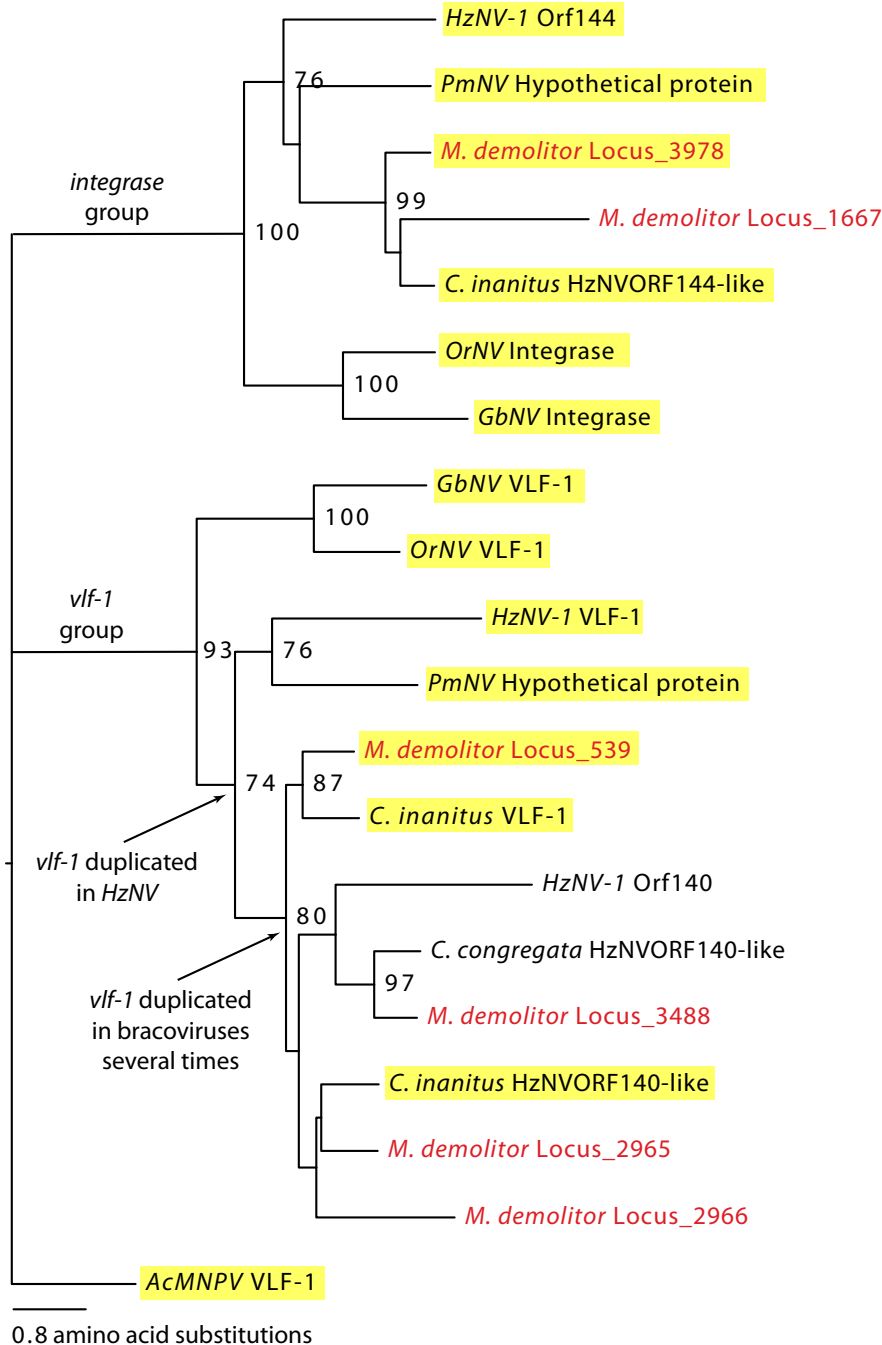 HzNV-1 Orf144
76
PmNV Hypothetical protein
M. demolitor Locus_3978
integrase
group
99
M. demolitor Locus_1667
100
C. inanitus HzNVORF144-like
OrNV Integrase
100
GbNV Integrase
GbNV VLF-1
100
OrNV VLF-1
vlf-1
group
HzNV-1 VLF-1
93
76
PmNV Hypothetical protein
M. demolitor Locus_539
74
87
C. inanitus VLF-1
vlf-1 duplicated
in HzNV
HzNV-1 Orf140
80
C. congregata HzNVORF140-like
97
vlf-1 duplicated
in bracoviruses
several times
M. demolitor Locus_3488
C. inanitus HzNVORF140-like
M. demolitor Locus_2965
M. demolitor Locus_2966
AcMNPV VLF-1
0.8 amino acid substitutions